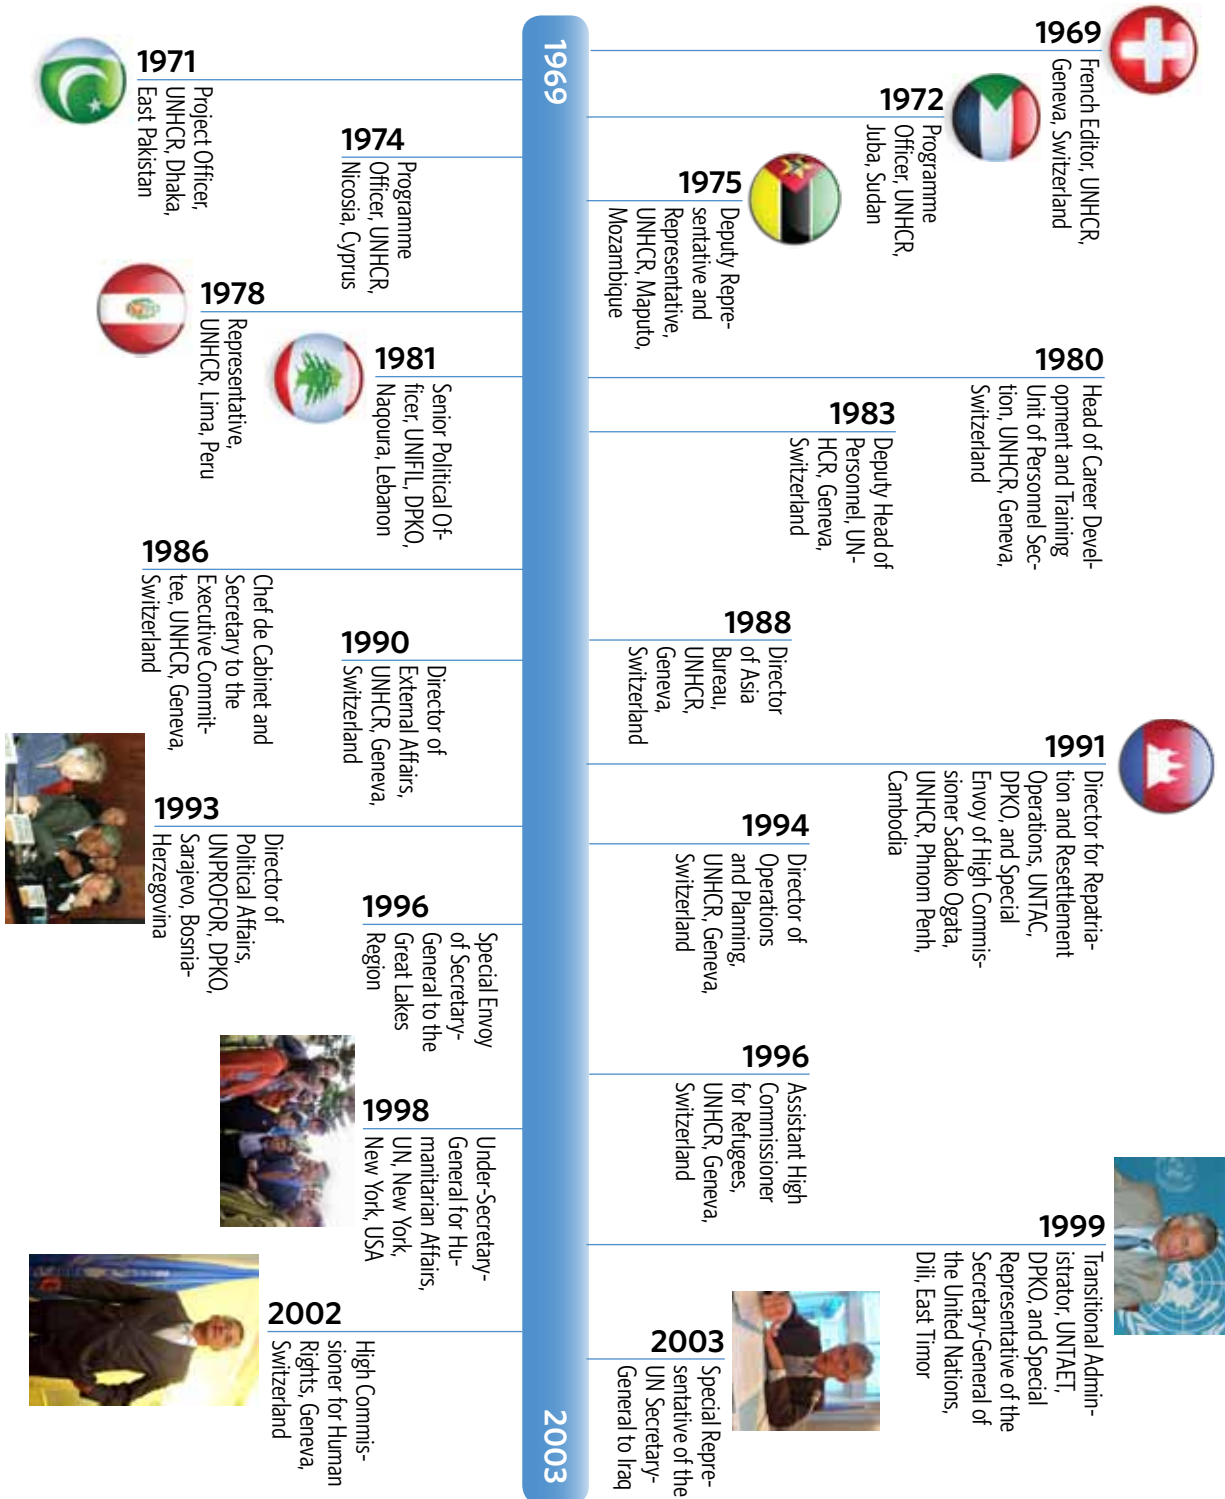 1969
French Editor, UNHCR,
Geneva, Switzerland
1972
Programme
Officer, UNHCR,
Juba, Sudan
1975
Deputy Repre-
sentative and
Representative,
UNHCR, Maputo,
Mozambique
1980
Head of Career Devel-
opment and Training
Unit of Personnel Sec-
tion, UNHCR, Geneva,
Switzerland
1983
Deputy Head of
Personnel, UN-
HCR, Geneva,
Switzerland
1988
Director
of Asia
Bureau,
UNHCR,
Geneva,
Switzerland
1991
Director for Repatria-
tion and Resettlement
Operations, UNTAC,
DPKO, and Special
Envoy of High Commis-
sioner Sadako Ogata,
UNHCR, Phnom Penh,
Cambodia
1994
Director of
Operations
and Planning,
UNHCR, Geneva,
Switzerland
1996
Assistant High
Commissioner
for Refugees,
UNHCR, Geneva,
Switzerland
1999
Transitional Admin-
istrator, UNTAET,
DPKO, and Special
Representative of the
Secretary-General of
the United Nations,
Dili, East Timor
2003
Special Repre-
sentative of the
UN Secretary-
General to Iraq
1969
2003
1971
Project Officer,
UNHCR, Dhaka,
East Pakistan
1974
Programme
Officer, UNHCR,
Nicosia, Cyprus
1978
Representative,
UNHCR, Lima, Peru
1981
Senior Political Of-
ficer, UNIFIL, DPKO,
Naqoura, Lebanon
1986
Chef de Cabinet and
Secretary to the
Executive Commit-
tee, UNHCR, Geneva,
Switzerland
1990
Director of
External Affairs,
UNHCR, Geneva,
Switzerland
1993
Director of
Political Affairs,
UNPROFOR, DPKO,
Sarajevo, Bosnia-
Herzegovina
1996
Special Envoy
of Secretary-
General to the
Great Lakes
Region
1998
Under-Secretary-
General for Hu-
manitarian Affairs,
UN, New York,
New York, USA
2002
High Commis-
sioner for Human
Rights, Geneva,
Switzerland